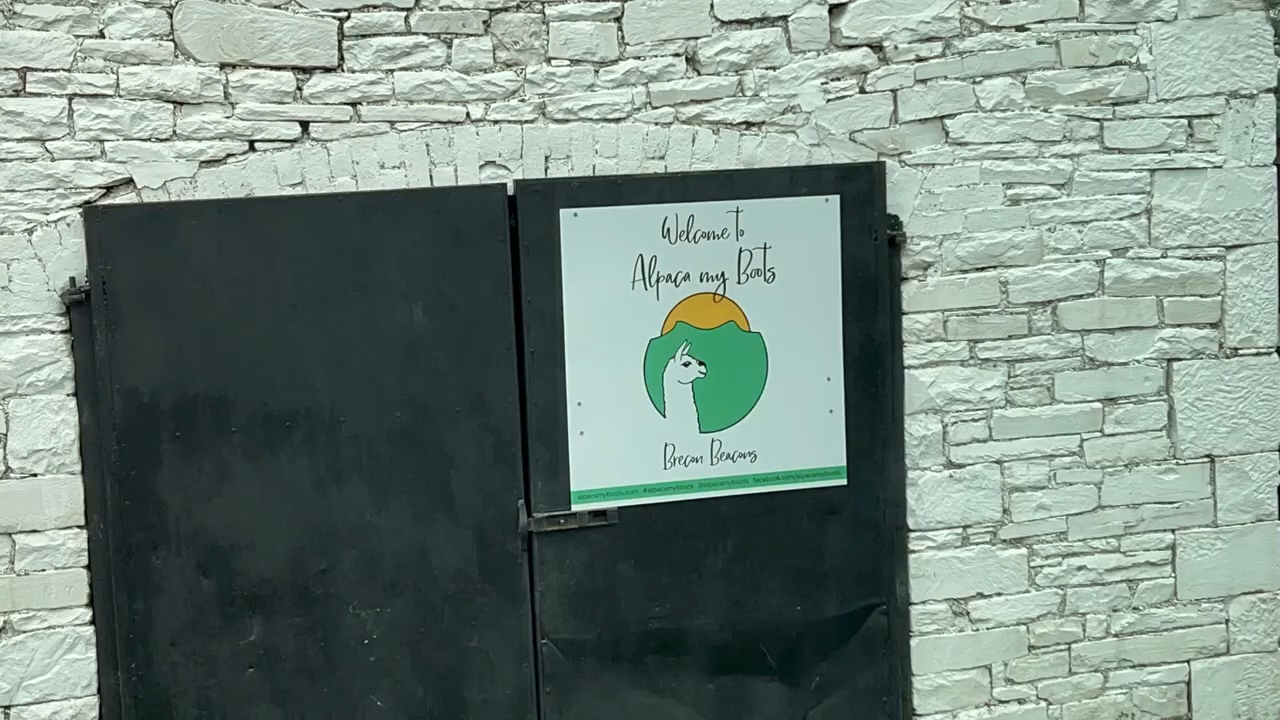 Welcome to
Alpaca my Boots
Brecon Beacons
alpacamyboots.com #alpacamyboots @alpacamyboots facebook.com/alpacamyboots